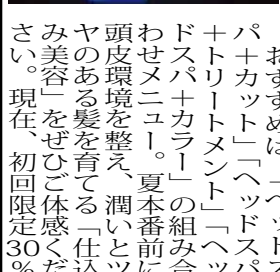 おすすめは「ヘッド
パ＋カット」「ヘッドスパ
＋トリートメント」「ヘッ
ドスパ＋カラー」の組み合
わせメニュー。夏本番前に
頭皮環境を整え、潤いとツ
ヤのある髪を育てる「仕込
み美容」をぜひご体感くだ
さい。現在、初回限定30％